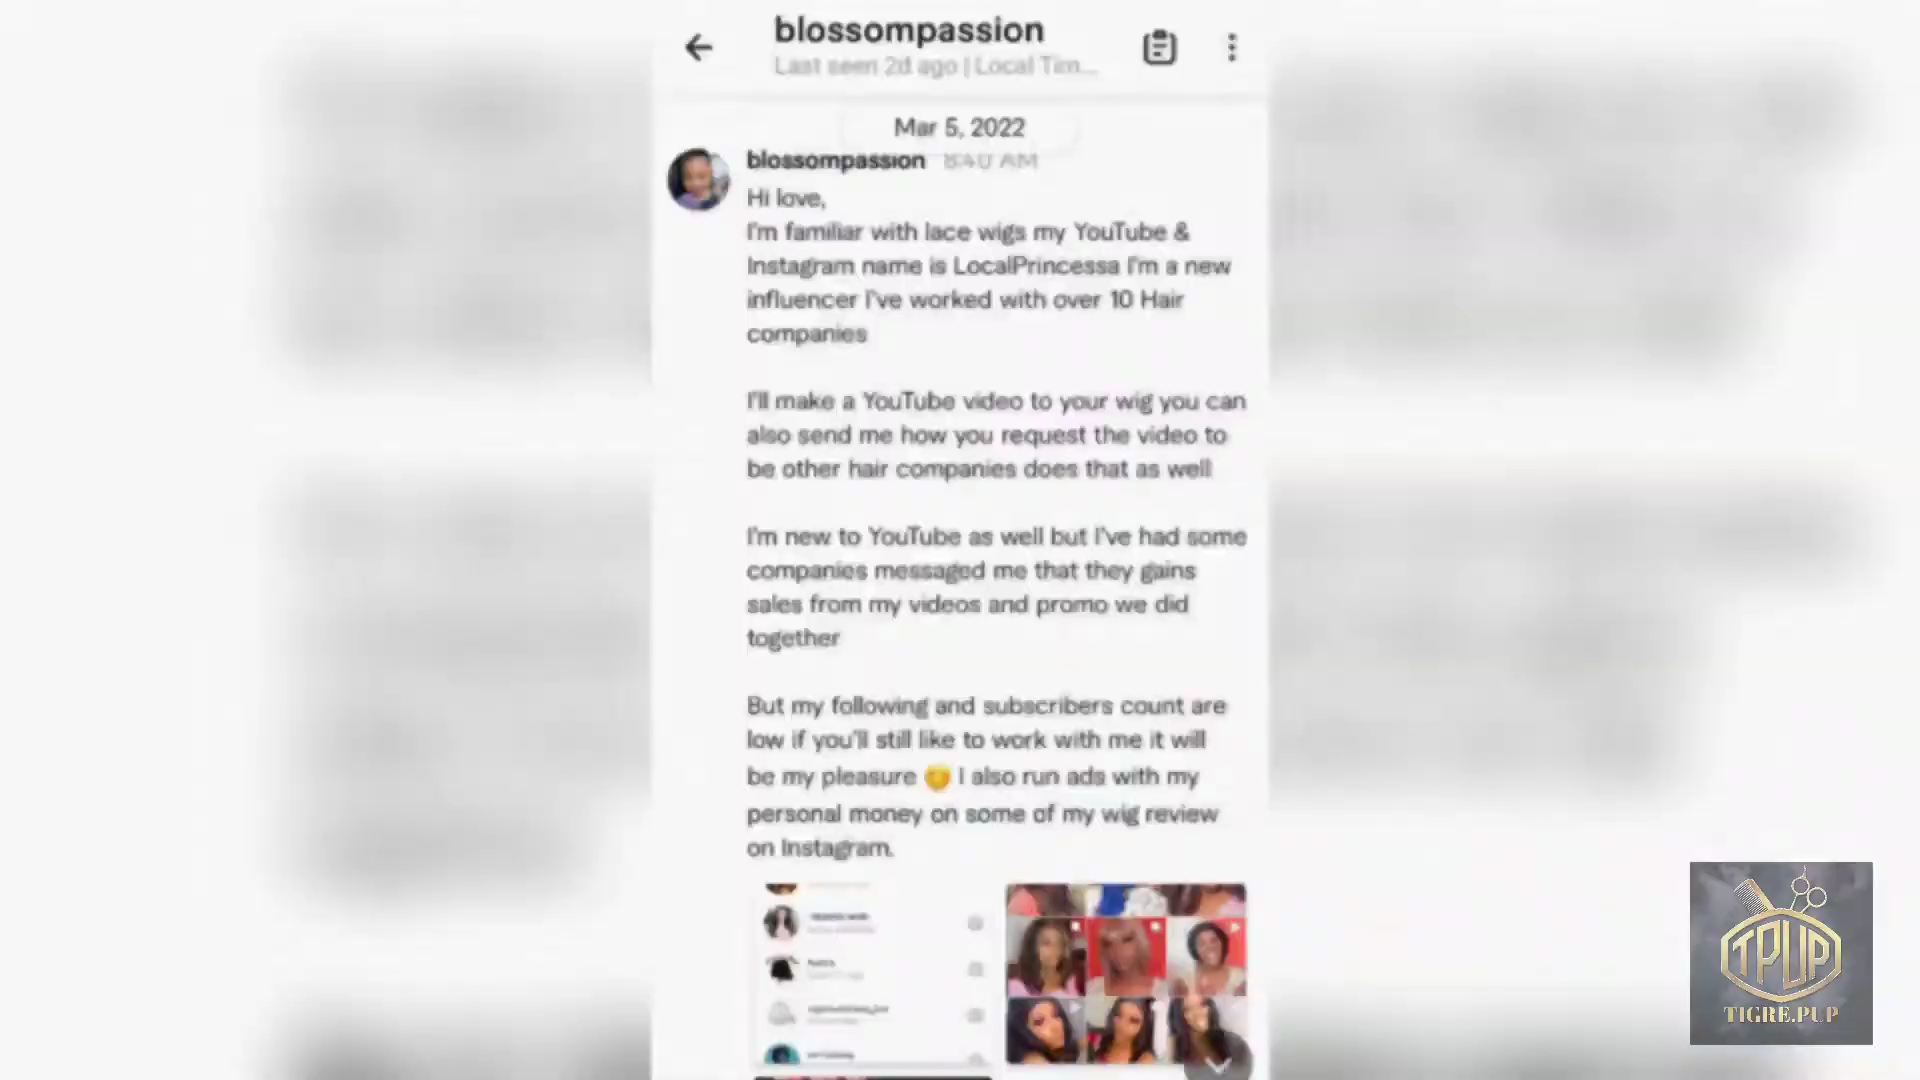 blossompassion
Last seen 2d ago | Local Tim...
Mar 5, 2022
blossompassion 8:40 AM
Hi love,
I'm familiar with lace wigs my YouTube &
Instagram name is LocalPrincessa I'm a new
influencer I've worked with over 10 Hair
companies
I'll make a YouTube video to your wig you can
also send me how you request the video to
be other hair companies does that as well
I'm new to YouTube as well but I've had some
companies messaged me that they gains
sales from my videos and promo we did
together
But my following and subscribers count are
low if you'll still like to work with me it will
be my pleasure 😊 I also run ads with my
personal money on some of my wig review
on Instagram.
TPUP
TIGRE.PUP